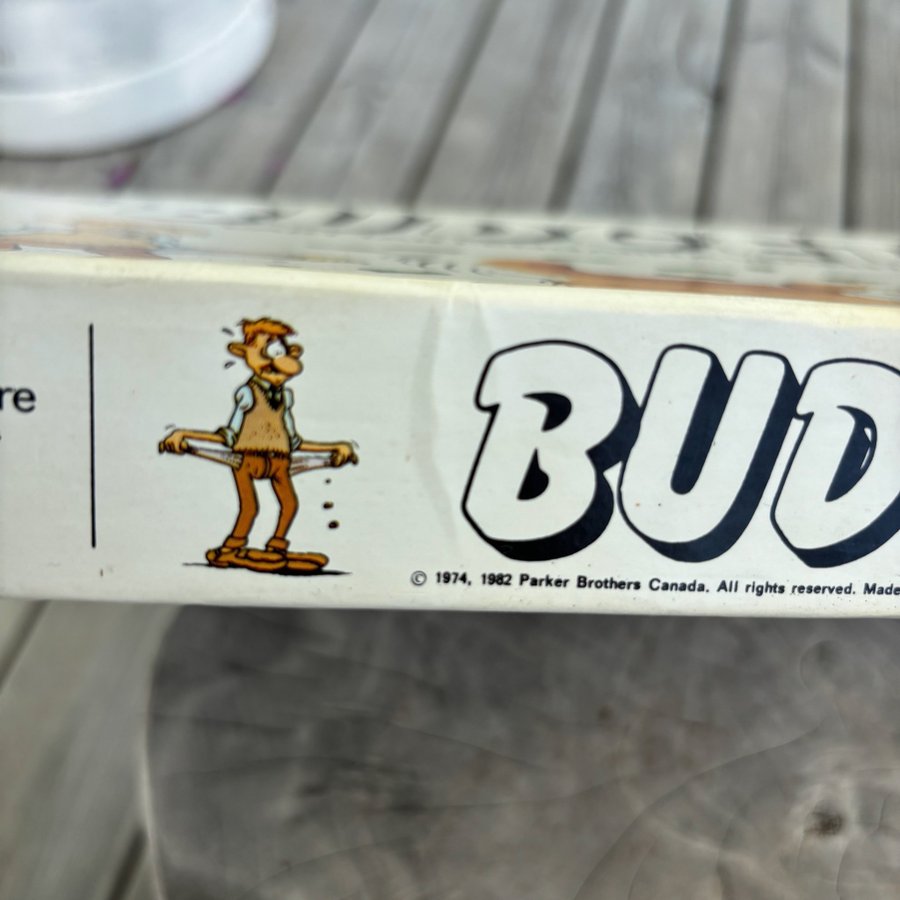 re
BUD
© 1974, 1982 Parker Brothers Canada. All rights reserved. Made